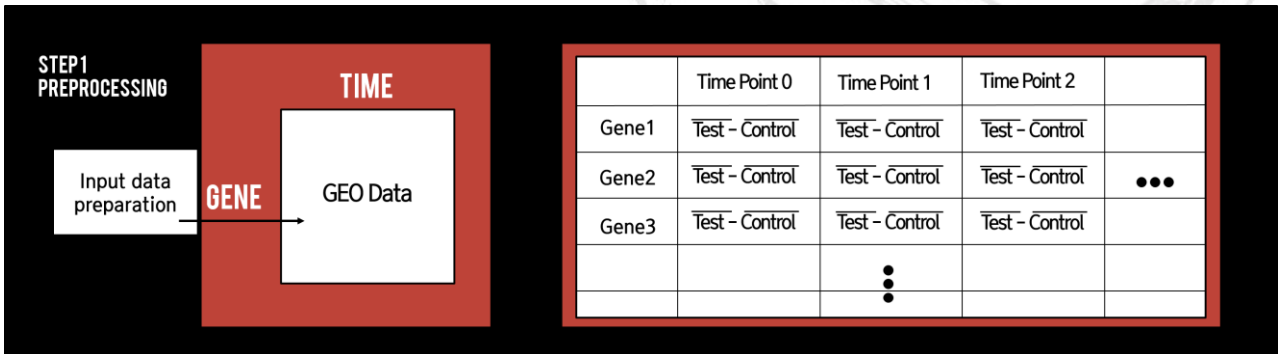 STEP1
PREPROCESSING
Input data
preparation
TIME
GENE
GEO Data
Time Point 0 Time Point 1 Time Point 2
Gene1 Test - Control Test - Control Test - Control
Gene2 Test - Control Test - Control Test - Control
Gene3 Test - Control Test - Control Test - Control